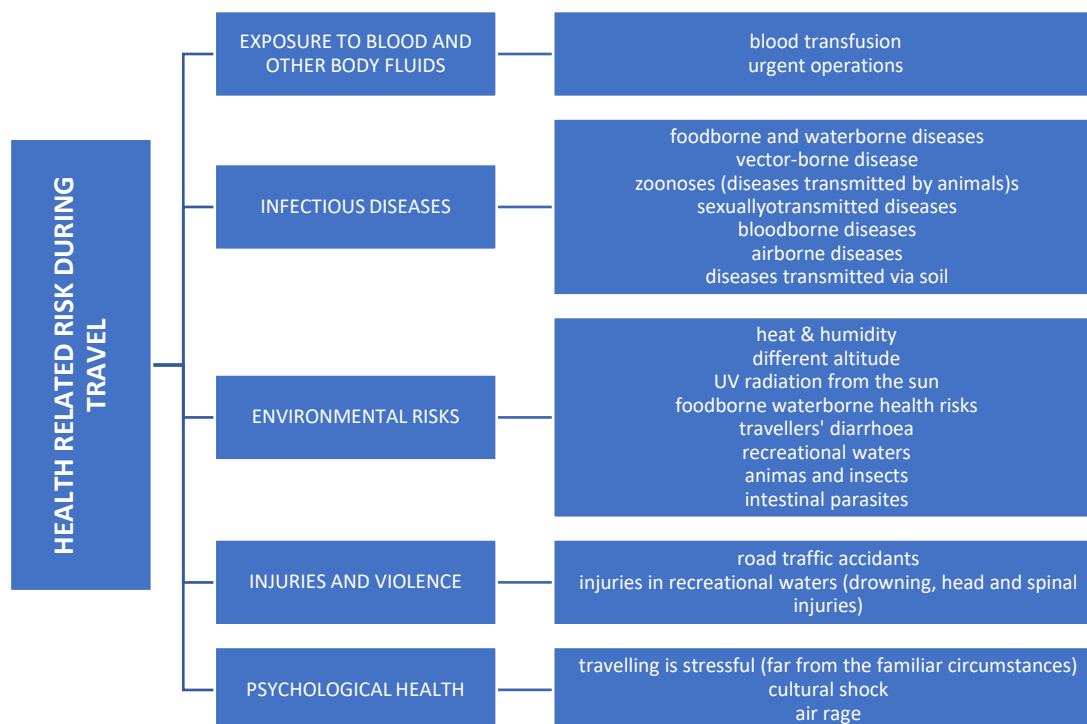 HEALTH RELATED RISK DURING
TRAVEL
EXPOSURE TO BLOOD AND
OTHER BODY FLUIDS
blood transfusion
urgent operations
INFECTIOUS DISEASES
foodborne and waterborne diseases
vector-borne disease
zoonoses (diseases transmitted by animals)s
sexuallyotransmitted diseases
bloodborne diseases
airborne diseases
diseases transmitted via soil
ENVIRONMENTAL RISKS
heat & humidity
different altitude
UV radiation from the sun
foodborne waterborne health risks
travellers' diarrhoea
recreational waters
animas and insects
intestinal parasites
INJURIES AND VIOLENCE
road traffic accidants
injuries in recreational waters (drowning, head and spinal
injuries)
PSYCHOLOGICAL HEALTH
travelling is stressful (far from the familiar circumstances)
cultural shock
air rage